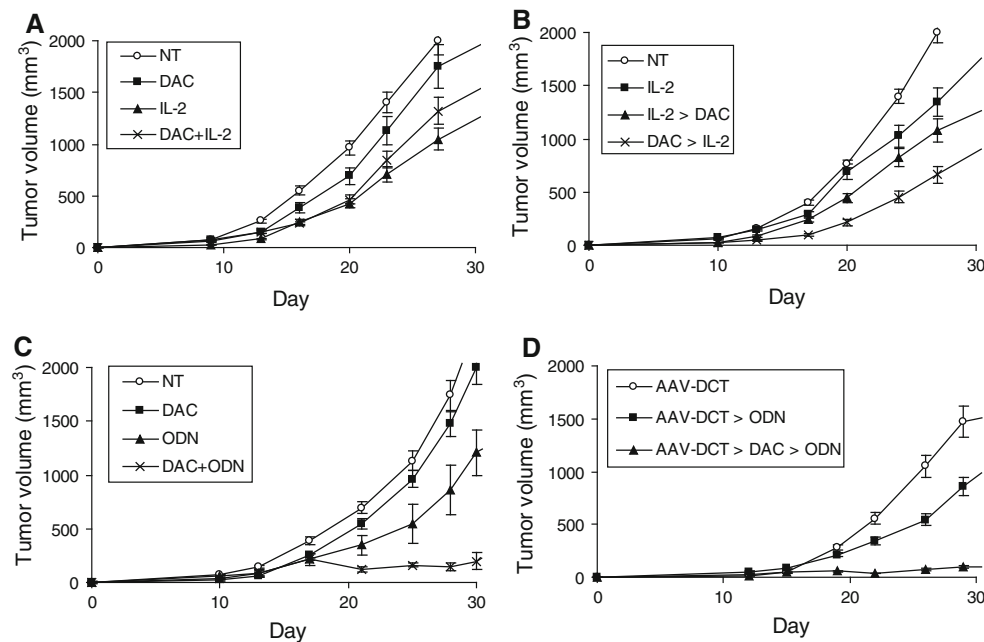 A
Tumor volume (mm³)
2000
1500
1000
500
0
NT
DAC
IL-2
DAC+IL-2
0
10
20
30
Day
B
Tumor volume (mm³)
2000
1500
1000
500
0
NT
IL-2
IL-2 > DAC
DAC > IL-2
0
10
20
30
Day
C
Tumor volume (mm³)
2000
1500
1000
500
0
NT
DAC
ODN
DAC+ODN
0
10
20
30
Day
D
Tumor volume (mm³)
2000
1500
1000
500
0
AAV-DCT
AAV-DCT > ODN
AAV-DCT > DAC > ODN
0
10
20
30
Day